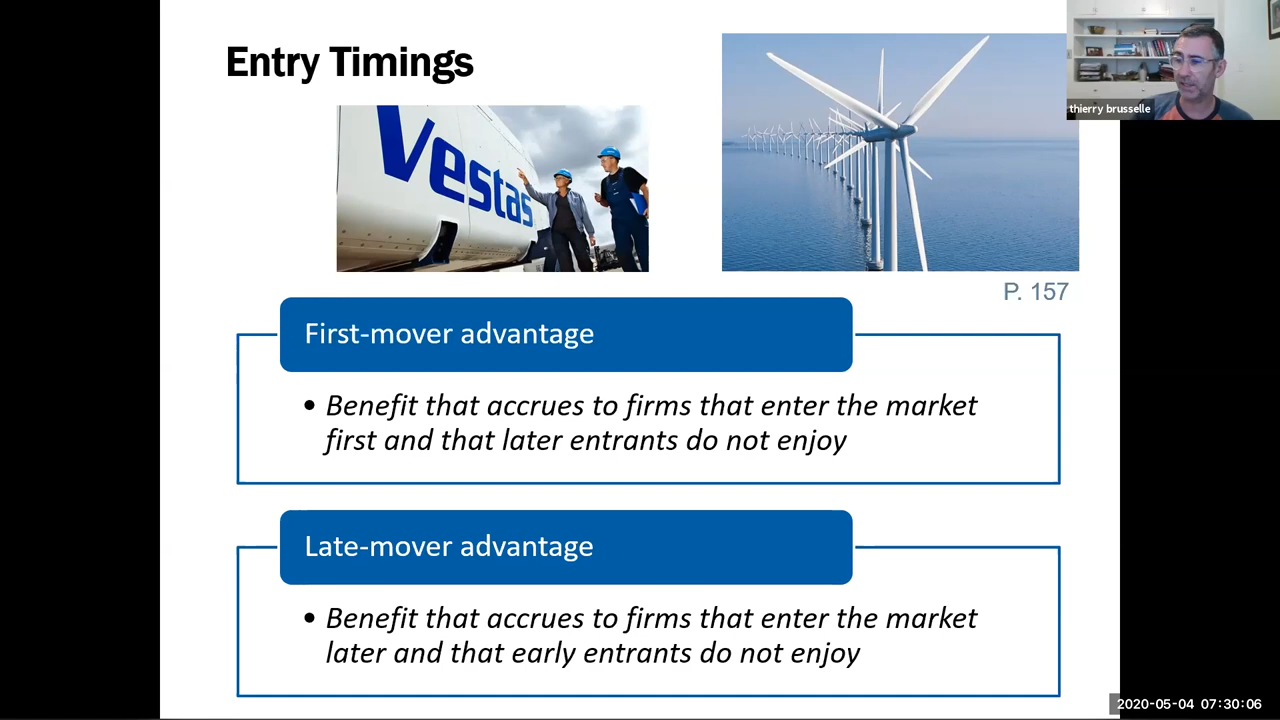 Entry Timings
Vestas
thierry brusselle
P. 157
First-mover advantage
• Benefit that accrues to firms that enter the market
first and that later entrants do not enjoy
Late-mover advantage
• Benefit that accrues to firms that enter the market
later and that early entrants do not enjoy
2020-05-04 07:30:06